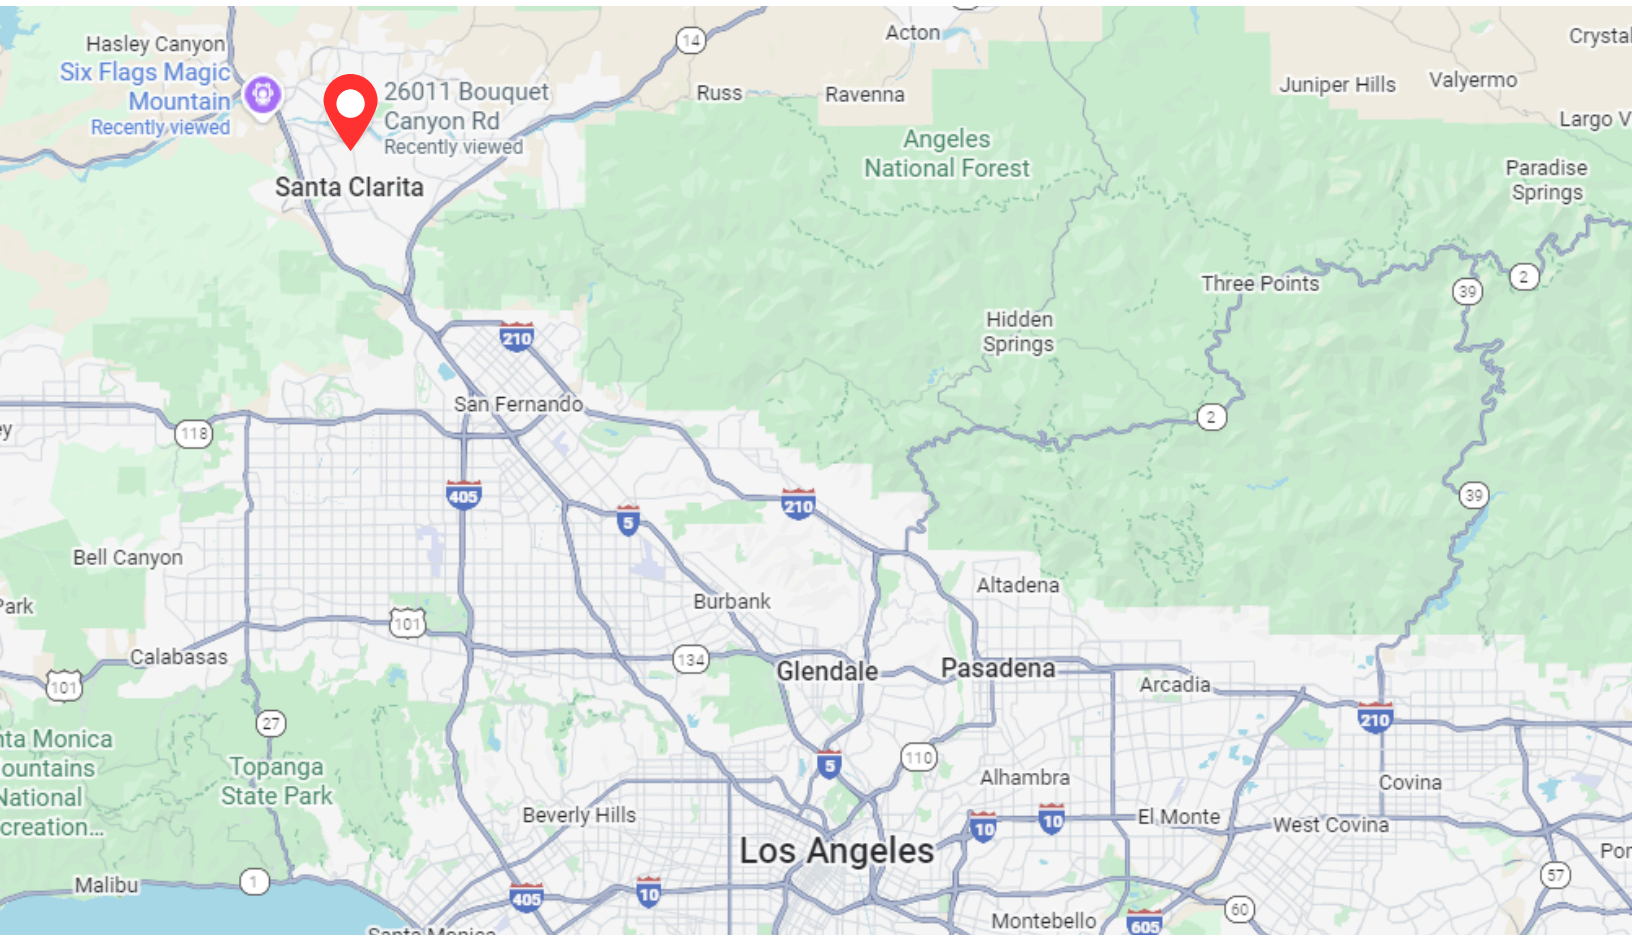 Acton
Crystal
Hasley Canyon
14
Six Flags Magic
Mountain
Recently viewed
26011 Bouquet
Canyon Rd
Recently viewed
Russ
Ravenna
Juniper Hills
Valyermo
Largo V
Angeles
National Forest
Paradise
Springs
Santa Clarita
Three Points
39
2
Hidden
Springs
210
San Fernando
2
118
ey
405
5
210
39
Bell Canyon
Altadena
Park
Burbank
101
Calabasas
134
Glendale
Pasadena
101
Arcadia
27
210
nta Monica
ountains
National
creation...
Topanga
State Park
5
110
Alhambra
Covina
Beverly Hills
10
10
El Monte
West Covina
Los Angeles
Por
Malibu
1
405
10
57
Montebello
605
60
Santa Monica